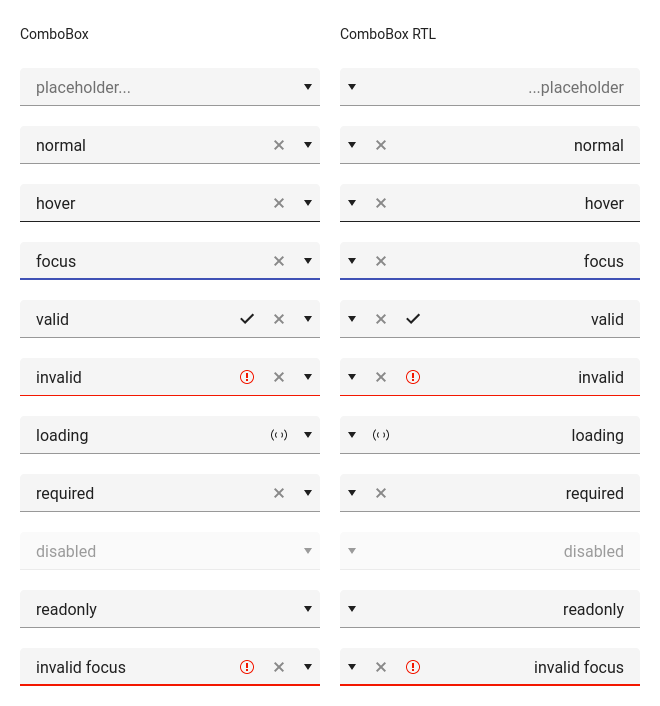 ComboBox
ComboBox RTL
placeholder...
...placeholder
normal
normal
hover
hover
focus
focus
valid
valid
invalid
invalid
loading
loading
required
required
disabled
disabled
readonly
readonly
invalid focus
invalid focus